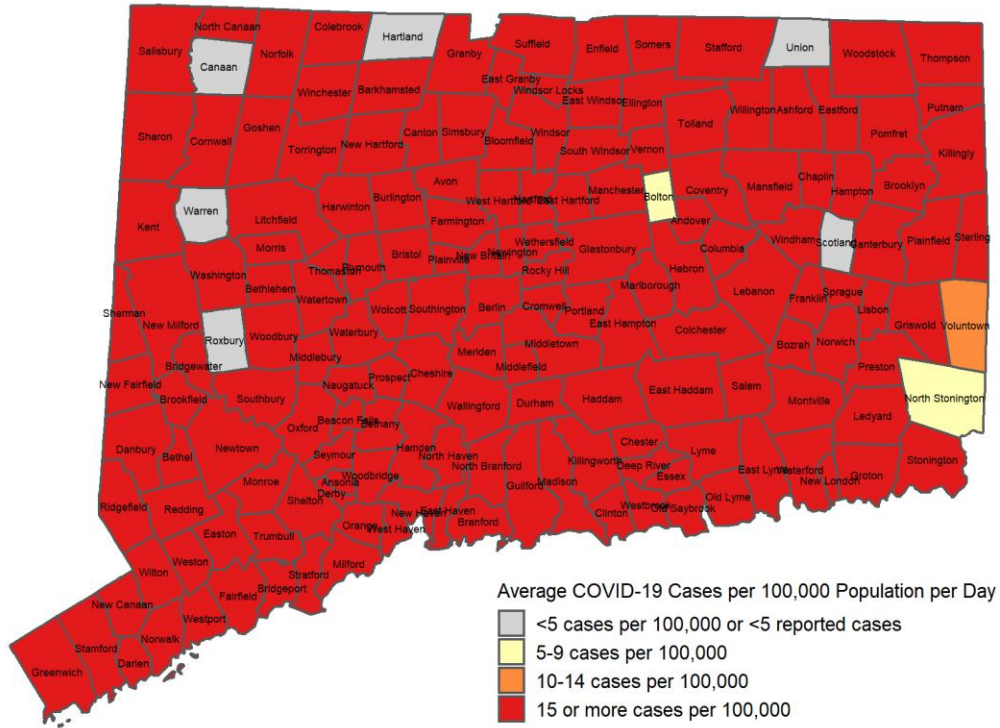 North Canaan
Colebrook
Hartland
Suffield
Enfield
Somers
Stafford
Union
Woodstock
Thompson
Salisbury
Canaan
Norfolk
Granby
East Granby
Windsor Locks
Winchester
Barkhamsted
East Windsor
Ellington
Willington
Ashford
Eastford
Putnam
Sharon
Cornwall
Goshen
Torrington
New Hartford
Canton
Simsbury
Bloomfield
Windsor
South Windsor
Vernon
Tolland
Pomfret
Killingly
Avon
Burlington
West Hartford
Hartford
East Hartford
Manchester
Bolton
Coventry
Mansfield
Chaplin
Hampton
Brooklyn
Kent
Warren
Litchfield
Harwinton
Farmington
Andover
Morris
Bristol
Plainville
New Britain
Newington
Wethersfield
Glastonbury
Columbia
Windham
Scotland
Canterbury
Plainfield
Sterling
Washington
Bethlehem
Thomaston
Plymouth
Rocky Hill
Hebron
Marlborough
Lebanon
Franklin
Sprague
Lisbon
Sherman
New Milford
Watertown
Wolcott
Southington
Berlin
Cromwell
Portland
East Hampton
Colchester
Griswold
Voluntown
Roxbury
Woodbury
Waterbury
Bridgewater
Middlebury
Meriden
Middletown
Middlefield
Bozrah
Norwich
Preston
New Fairfield
Brookfield
Southbury
Naugatuck
Prospect
Cheshire
Wallingford
Durham
Haddam
East Haddam
Salem
Montville
North Stonington
Ledyard
Danbury
Bethel
Newtown
Oxford
Beacon Falls
Bethany
Hamden
North Haven
North Branford
Killingworth
Chester
Deep River
Essex
Lyme
East Lyme
Waterford
New London
Groton
Stonington
Seymour
Woodbridge
Ansonia
Derby
Monroe
Shelton
Guilford
Madison
Ridgefield
Redding
Easton
Trumbull
Orange
West Haven
New Haven
East Haven
Branford
Clinton
Westbrook
Old Saybrook
Old Lyme
Wilton
Weston
Stratford
Milford
Bridgeport
Fairfield
New Canaan
Westport
Norwalk
Greenwich
Stamford
Darien
Average COVID-19 Cases per 100,000 Population per Day
<5 cases per 100,000 or <5 reported cases
5-9 cases per 100,000
10-14 cases per 100,000
15 or more cases per 100,000